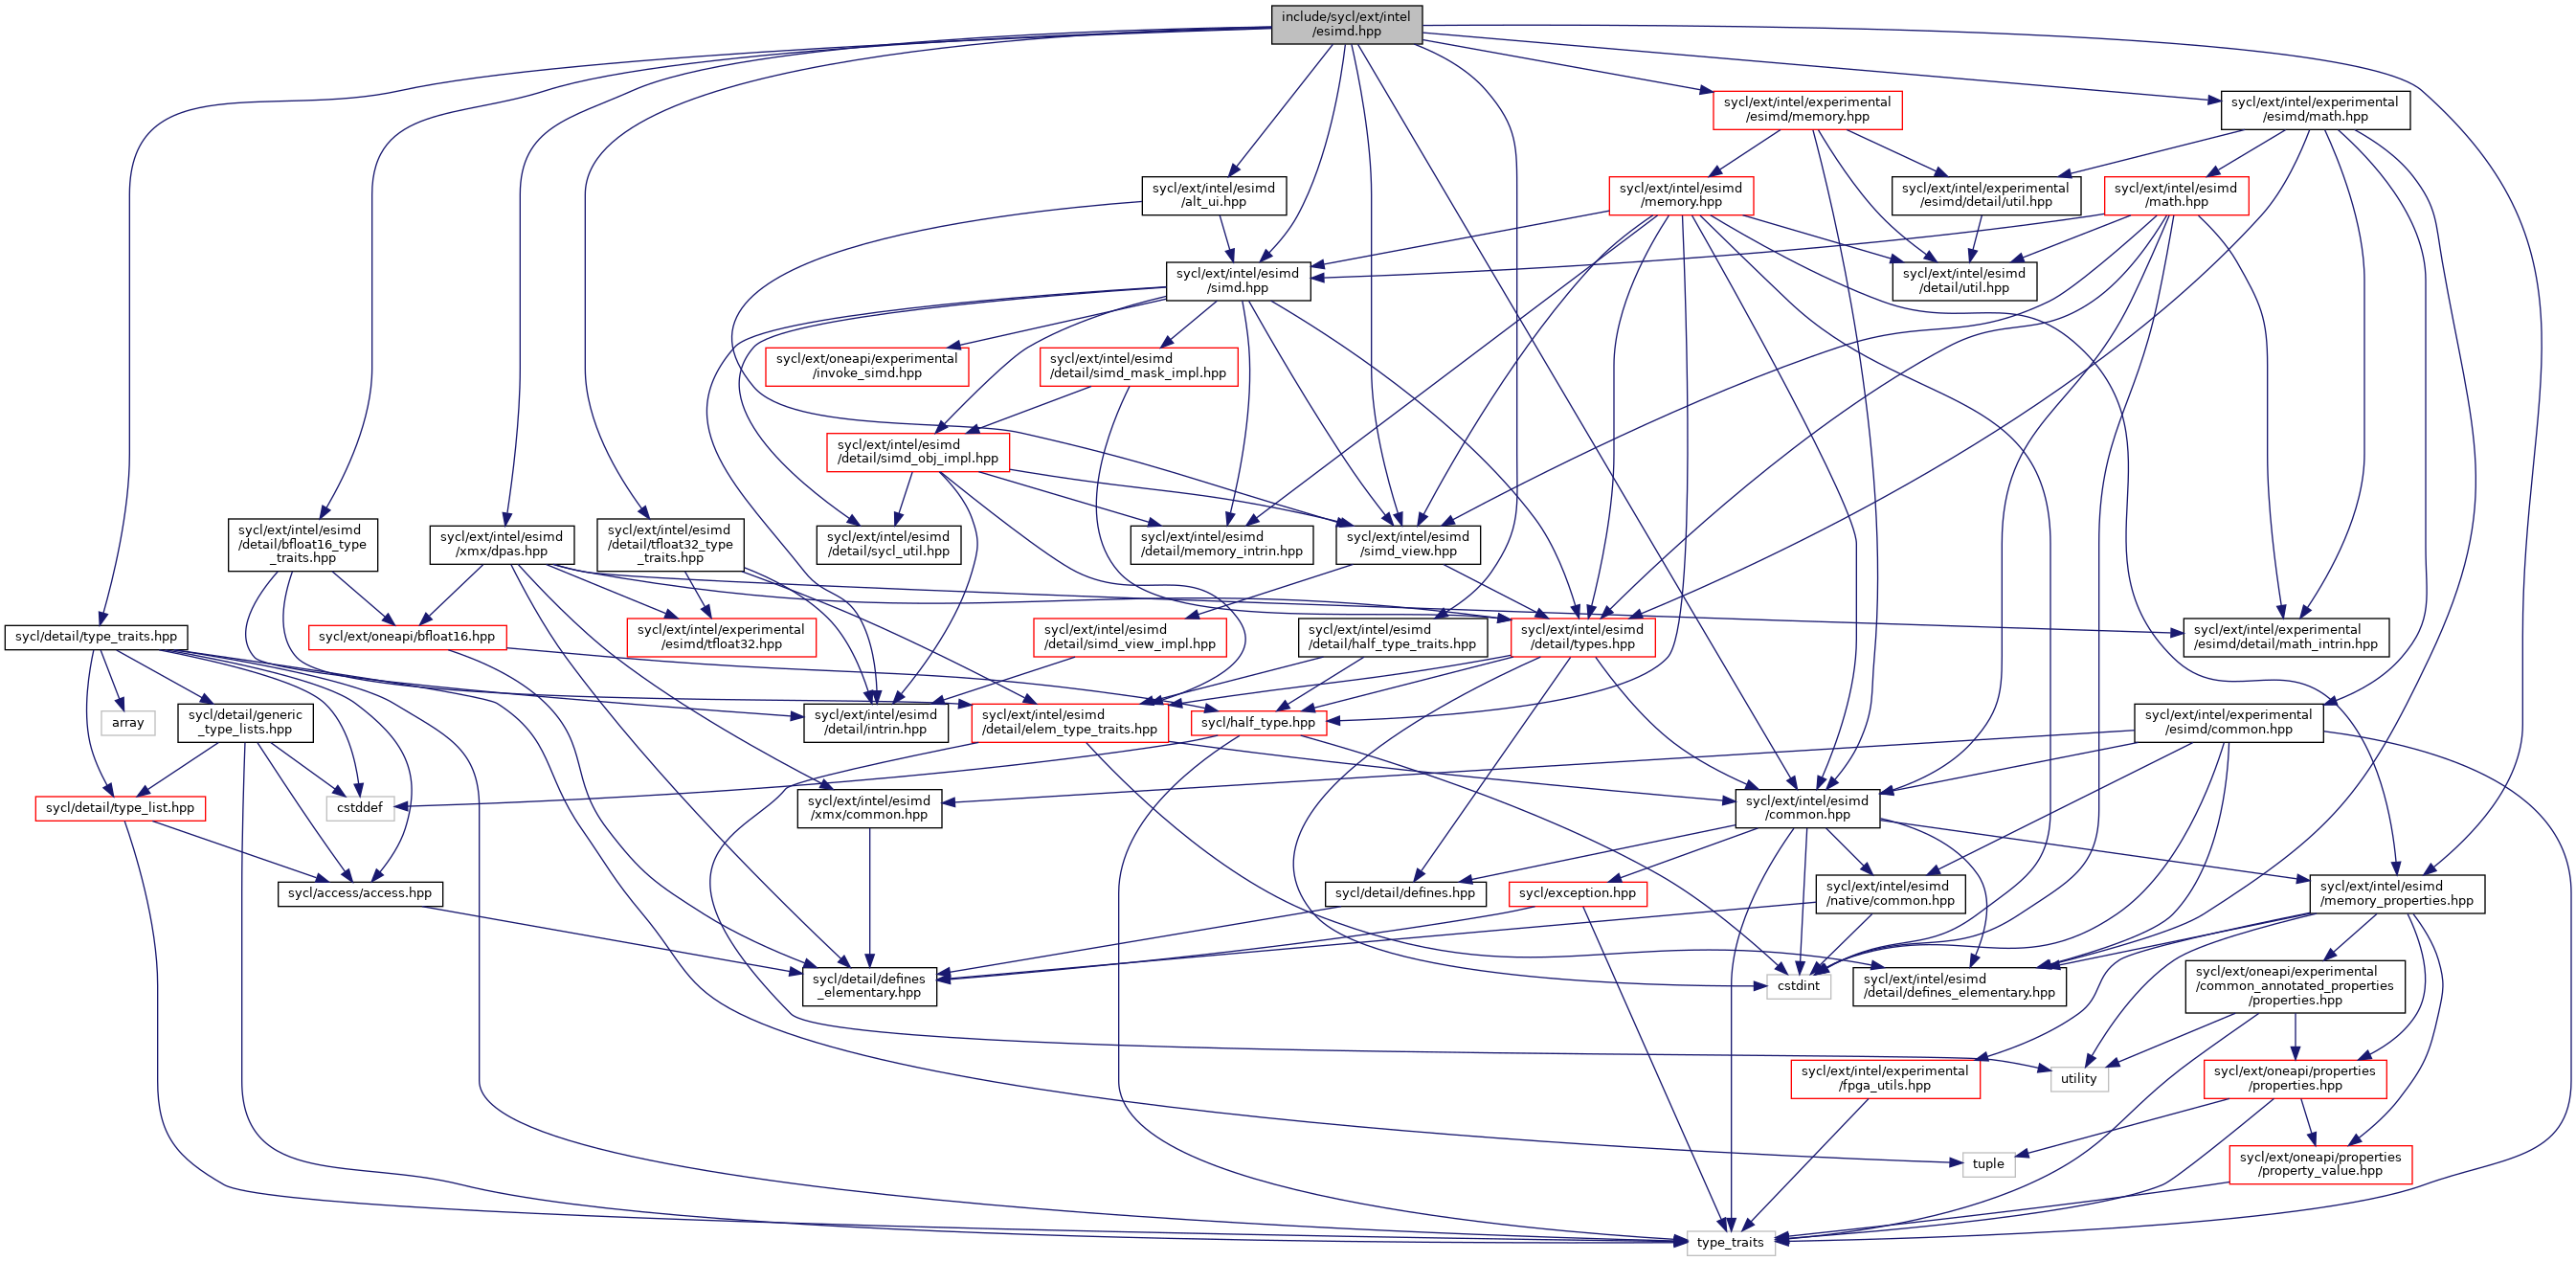 include/sycl/ext/intel
/esimd.hpp
sycl/ext/intel/experimental
/esimd/memory.hpp
sycl/ext/intel/experimental
/esimd/math.hpp
sycl/ext/intel/esimd
/alt_ui.hpp
sycl/ext/intel/esimd
/memory.hpp
sycl/ext/intel/experimental
/esimd/detail/util.hpp
sycl/ext/intel/esimd
/math.hpp
sycl/ext/intel/esimd
/simd.hpp
sycl/ext/intel/esimd
/detail/util.hpp
sycl/ext/oneapi/experimental
/invoke_simd.hpp
sycl/ext/intel/esimd
/detail/simd_mask_impl.hpp
sycl/ext/intel/esimd
/detail/simd_obj_impl.hpp
sycl/ext/intel/esimd
/detail/bfloat16_type
_traits.hpp
sycl/ext/intel/esimd
/xmx/dpas.hpp
sycl/ext/intel/esimd
/detail/tfloat32_type
_traits.hpp
sycl/ext/intel/esimd
/detail/sycl_util.hpp
sycl/ext/intel/esimd
/detail/memory_intrin.hpp
sycl/ext/intel/esimd
/simd_view.hpp
sycl/detail/type_traits.hpp
sycl/ext/oneapi/bfloat16.hpp
sycl/ext/intel/experimental
/esimd/tfloat32.hpp
sycl/ext/intel/esimd
/detail/simd_view_impl.hpp
sycl/ext/intel/esimd
/detail/half_type_traits.hpp
sycl/ext/intel/esimd
/detail/types.hpp
sycl/ext/intel/experimental
/esimd/detail/math_intrin.hpp
array
sycl/detail/generic
_type_lists.hpp
sycl/ext/intel/esimd
/detail/intrin.hpp
sycl/ext/intel/esimd
/detail/elem_type_traits.hpp
sycl/half_type.hpp
sycl/ext/intel/experimental
/esimd/common.hpp
sycl/detail/type_list.hpp
cstddef
sycl/ext/intel/esimd
/xmx/common.hpp
sycl/ext/intel/esimd
/common.hpp
sycl/access/access.hpp
sycl/detail/defines.hpp
sycl/exception.hpp
sycl/ext/intel/esimd
/native/common.hpp
sycl/ext/intel/esimd
/memory_properties.hpp
sycl/detail/defines
_elementary.hpp
cstdint
sycl/ext/intel/esimd
/detail/defines_elementary.hpp
sycl/ext/oneapi/experimental
/common_annotated_properties
/properties.hpp
sycl/ext/intel/experimental
/fpga_utils.hpp
utility
sycl/ext/oneapi/properties
/properties.hpp
tuple
sycl/ext/oneapi/properties
/property_value.hpp
type_traits